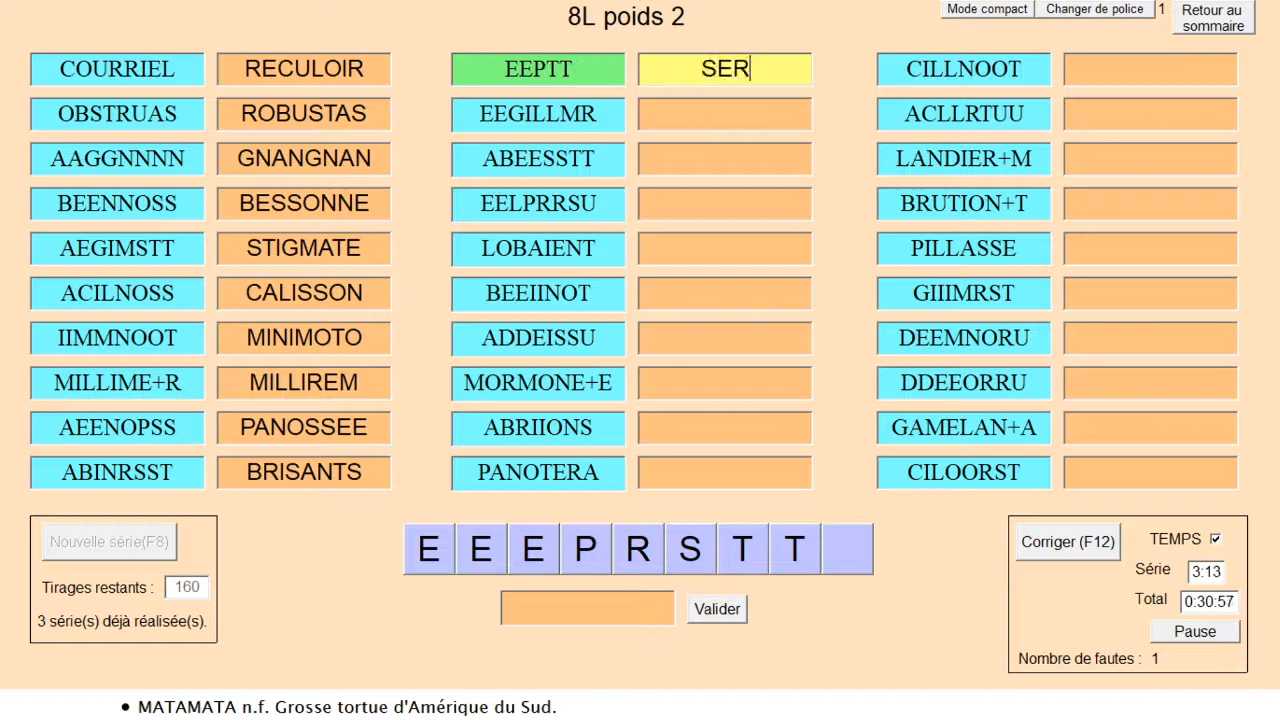 8L poids 2
Mode compact Changer de police 1 Retour au sommaire
COURRIEL RECULOIR EEPTT SER CILLNOOT
OBSTRUAS ROBUSTAS EEGILLMR ACLLRTUU
AAGGNNNN GNANGNAN ABEESSTT LANDIER+M
BEENNOSS BESSONNE EELPRRSU BRUTION+T
AEGIMSTT STIGMATE LOBAIENT PILLASSE
ACILNOSS CALISSON BEEIINOT GIIIMRST
IIMMNOOT MINIMOTO ADDEISSU DEEMNORU
MILLIME+R MILLIREM MORMONE+E DDEEORRU
AEENOPSS PANOSSEE ABRIIONS GAMELAN+A
ABINRSST BRISANTS PANOTERA CILOORST
Nouvelle série(F8)
Tirages restants : 160
3 série(s) déjà réalisée(s).
E E E P R S T T
Valider
Corriger (F12) TEMPS
Série 3:13
Total 0:30:57
Pause
Nombre de fautes : 1
• MATAMATA n.f. Grosse tortue d'Amérique du Sud.